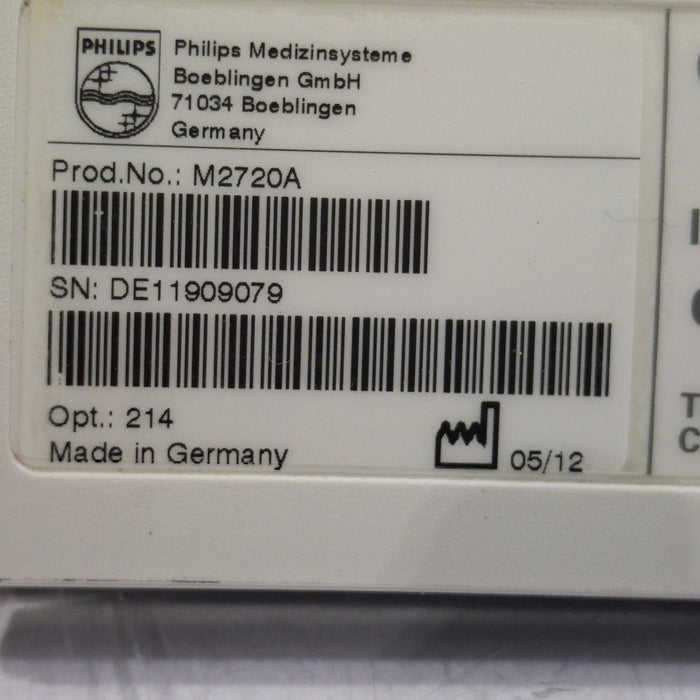 PHILIPS
Philips Medizinsysteme
Boeblingen GmbH
71034 Boeblingen
Germany
Prod.No.: M2720A
SN: DE11909079
Opt.: 214
Made in Germany
05/12
T
C